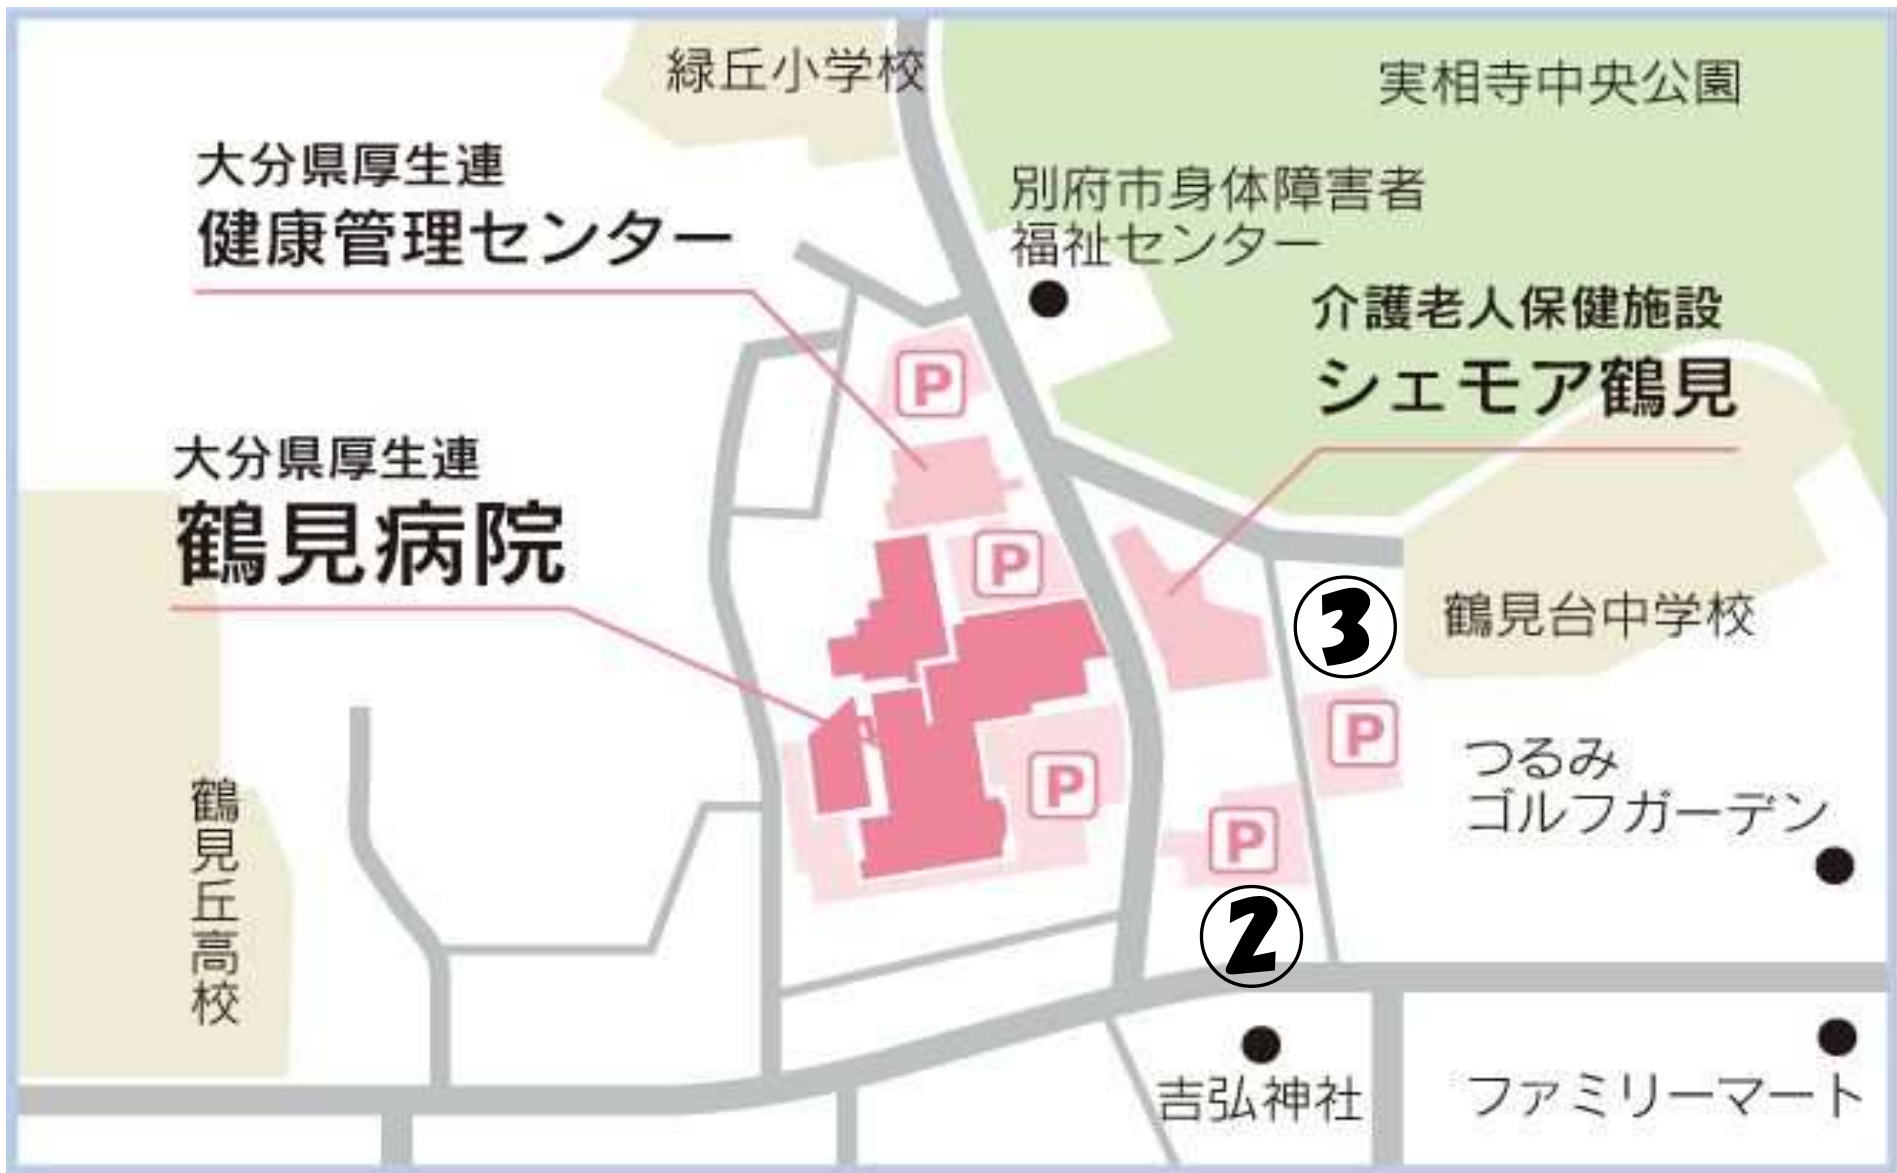 緑丘小学校
実相寺中央公園
大分県厚生連
健康管理センター
別府市身体障害者
福祉センター
介護老人保健施設
シェモア鶴見
P
大分県厚生連
鶴見病院
P
3
鶴見台中学校
P
つるみ
ゴルフガーデン
P
P
2
鶴見丘高校
吉弘神社
ファミリーマート